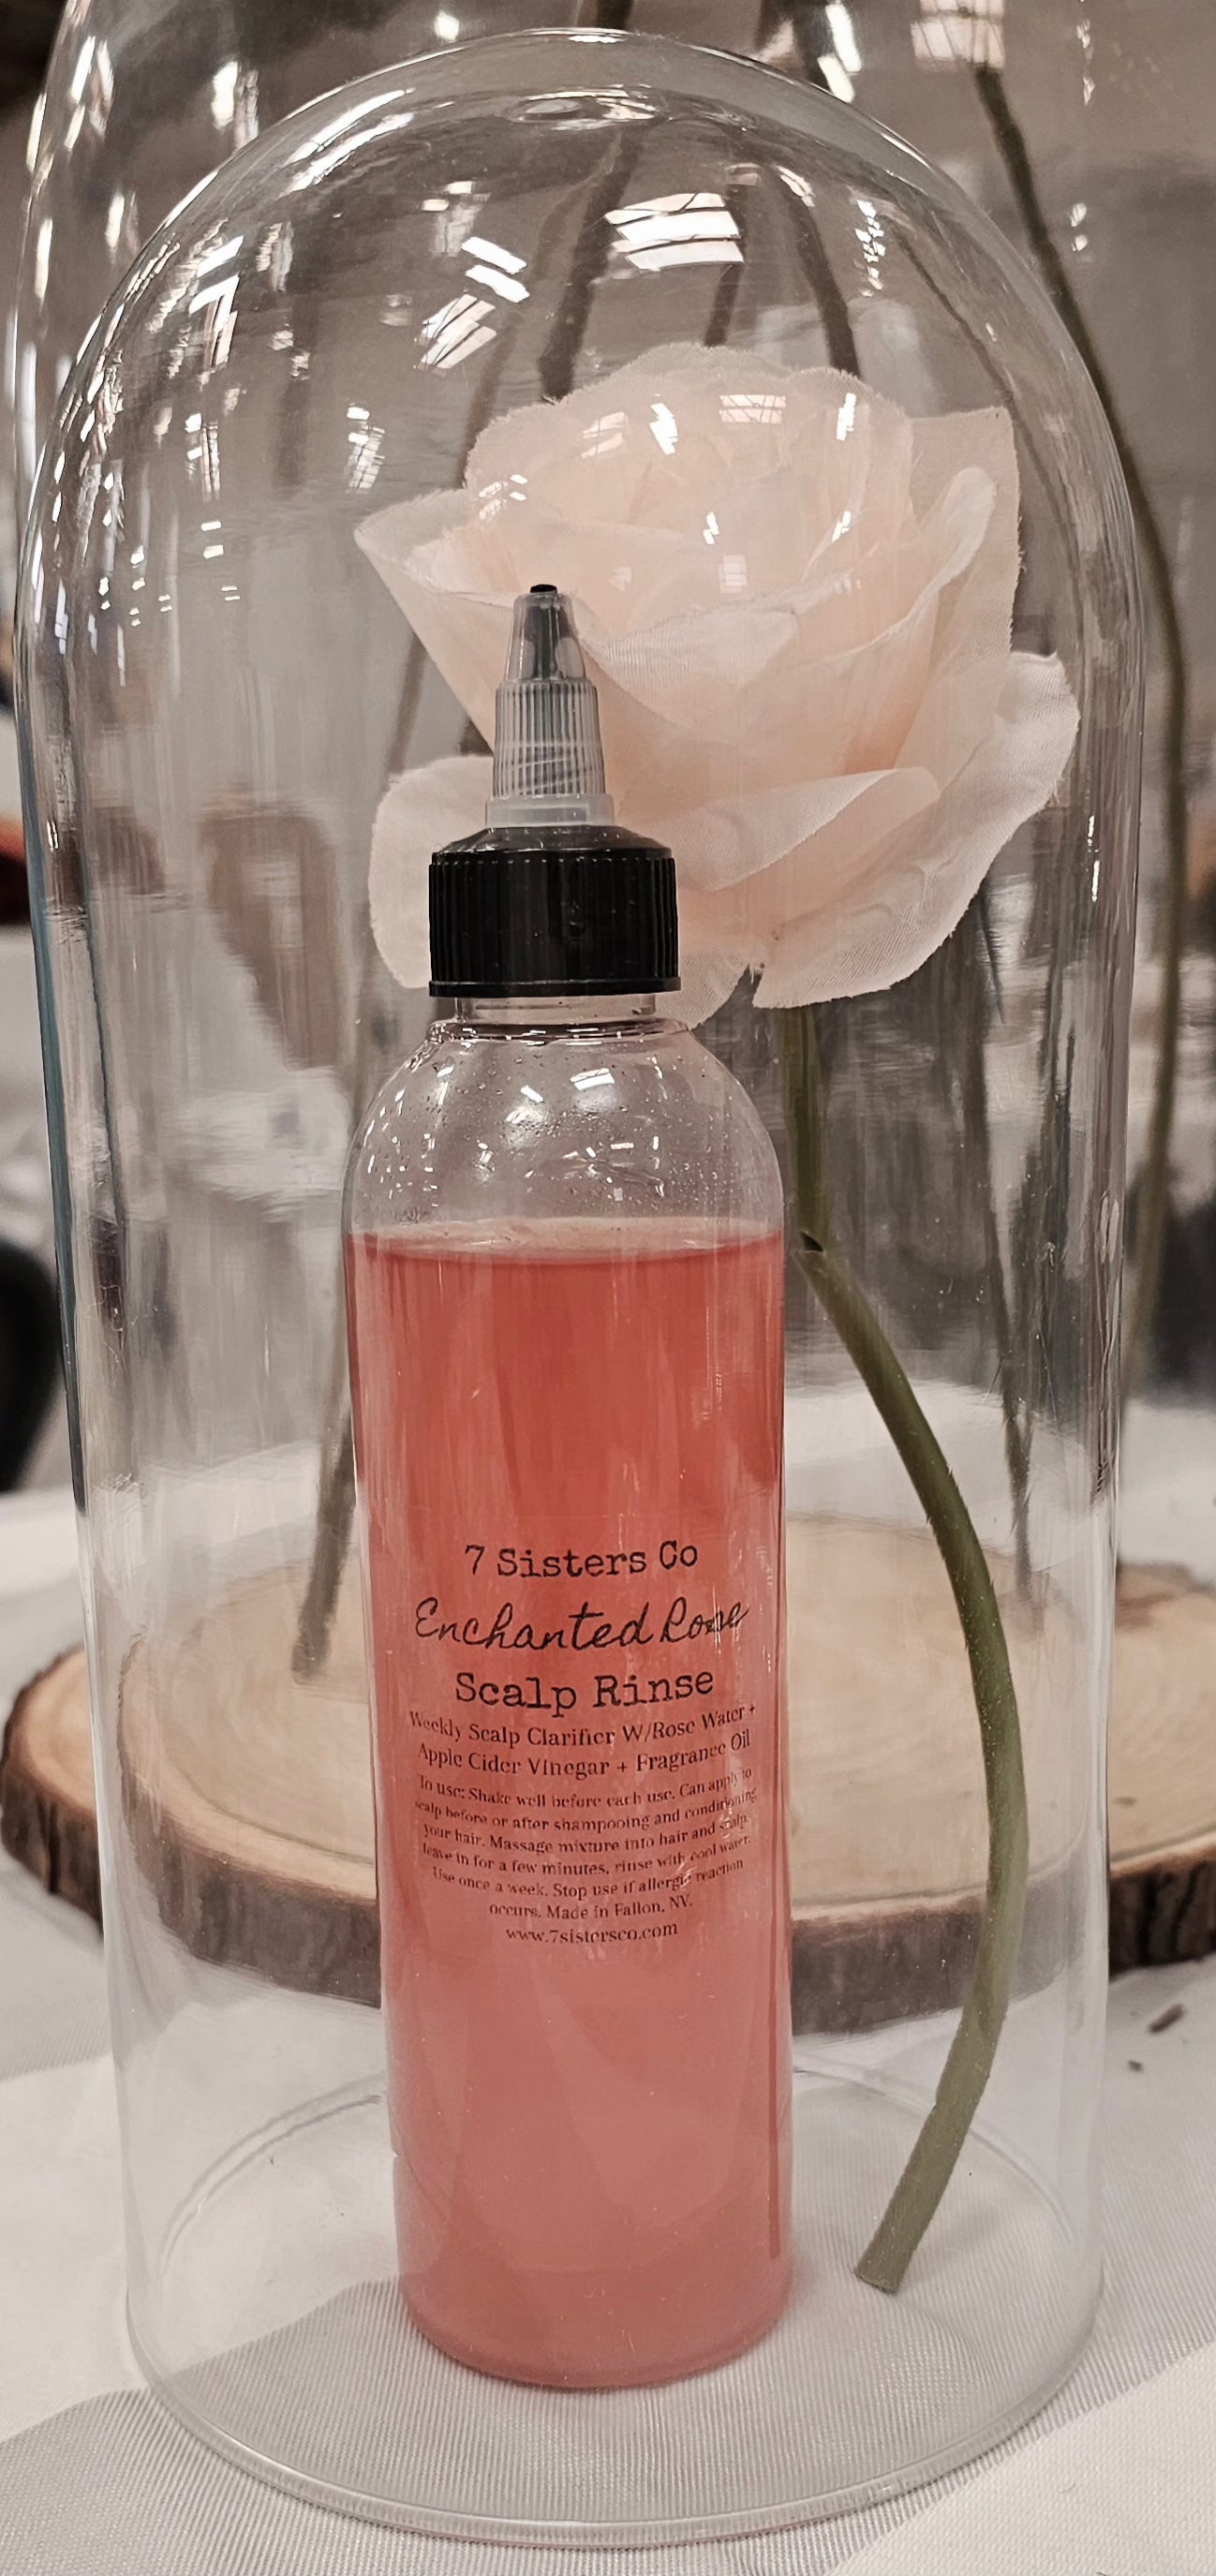 7 Sisters Co
Enchanted Rose
Scalp Rinse
Weekly Scalp Clarifier W/Rose Water +
Apple Cider Vinegar + Fragrance Oil
To use: Shake well before each use. Can apply to
scalp before or after shampooing and conditioning
your hair. Massage mixture into hair and scalp,
leave in for a few minutes, rinse with cool water.
Use once a week. Stop use if allergic reaction
occurs. Made in Fallon, NV.
www.7sistersco.com